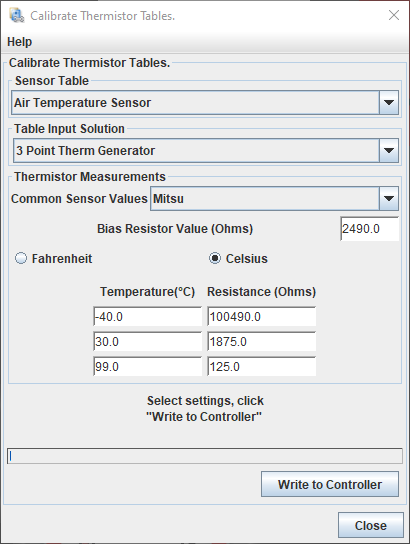 Calibrate Thermistor Tables.
Help
Calibrate Thermistor Tables.
Sensor Table
Air Temperature Sensor
Table Input Solution
3 Point Therm Generator
Thermistor Measurements
Common Sensor Values Mitsu
Bias Resistor Value (Ohms) 2490.0
Fahrenheit Celsius
Temperature(°C) Resistance (Ohms)
-40.0 100490.0
30.0 1875.0
99.0 125.0
Select settings, click
"Write to Controller"
Write to Controller
Close